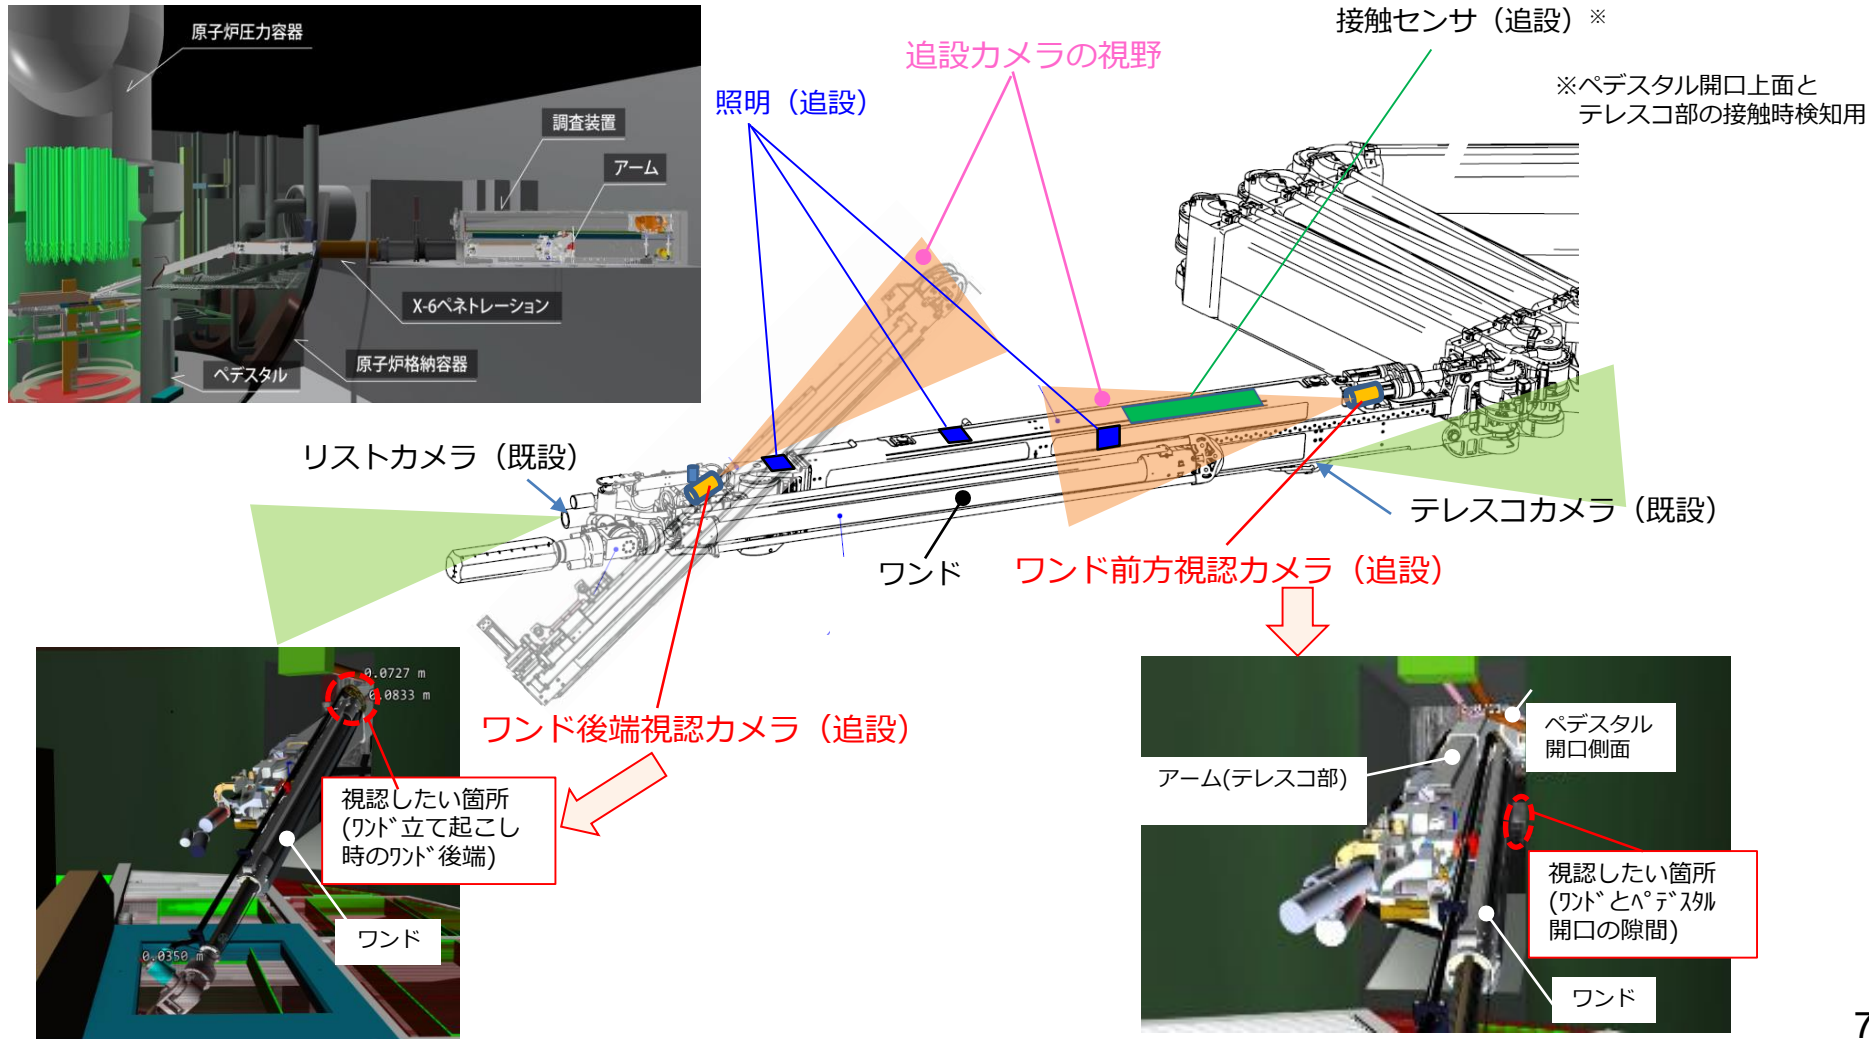 原子炉圧力容器
調査装置
アーム
X-6ペネトレーション
原子炉格納容器
ペデスタル
接触センサ（追設）※
※ペデスタル開口上面と
テレスコ部の接触時検知用
追設カメラの視野
照明（追設）
リストカメラ（既設）
テレスコカメラ（既設）
ワンド
ワンド前方視認カメラ（追設）
ワンド後端視認カメラ（追設）
0.0727 m
0.0833 m
視認したい箇所
(ﾜﾝﾄﾞ立て起こし
時のﾜﾝﾄﾞ後端)
ワンド
0.0350 m
ペデスタル
開口側面
アーム(テレスコ部)
視認したい箇所
(ﾜﾝﾄﾞとﾍﾟﾃﾞｽﾀﾙ
開口の隙間)
ワンド
7